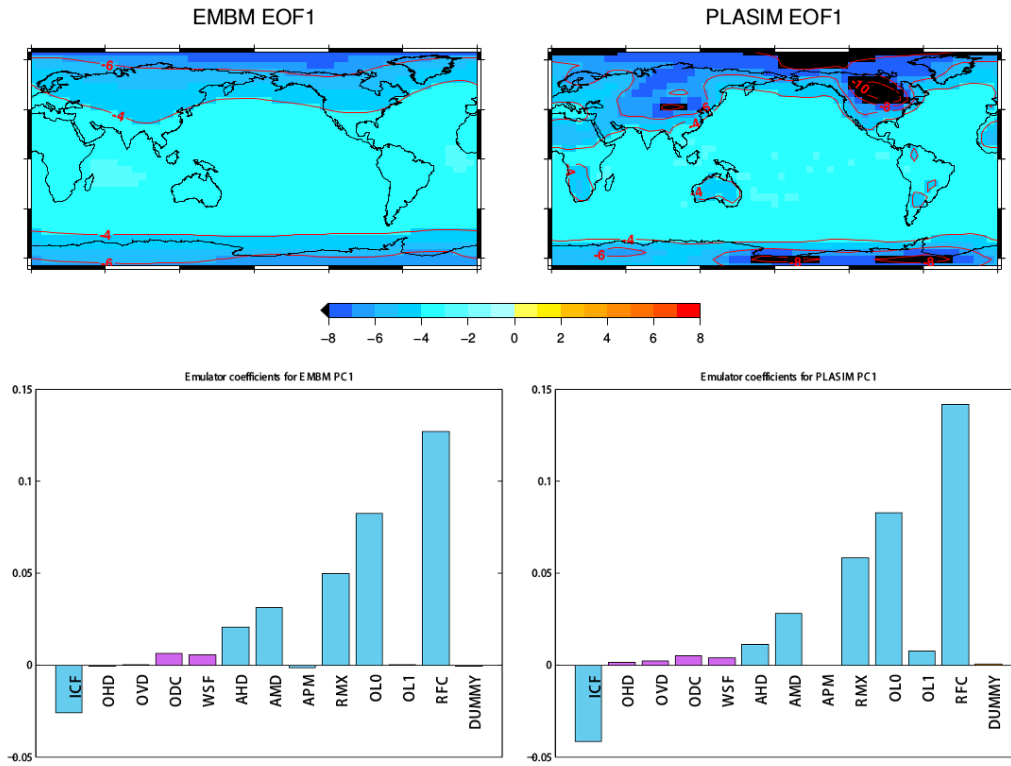 EMBM EOF1
PLASIM EOF1
-6
-4
-4
-6
-10
-6
-8
-4
-4
-4
-4
-6
-8
-8
−8 −6 −4 −2 0 2 4 6 8
Emulator coefficients for EMBM PC1
0.15
0.1
0.05
0
−0.05
ICF
OHD
OVD
ODC
WSF
AHD
AMD
APM
RMX
OL0
OL1
RFC
DUMMY
Emulator coefficients for PLASIM PC1
0.15
0.1
0.05
0
−0.05
ICF
OHD
OVD
ODC
WSF
AHD
AMD
APM
RMX
OL0
OL1
RFC
DUMMY